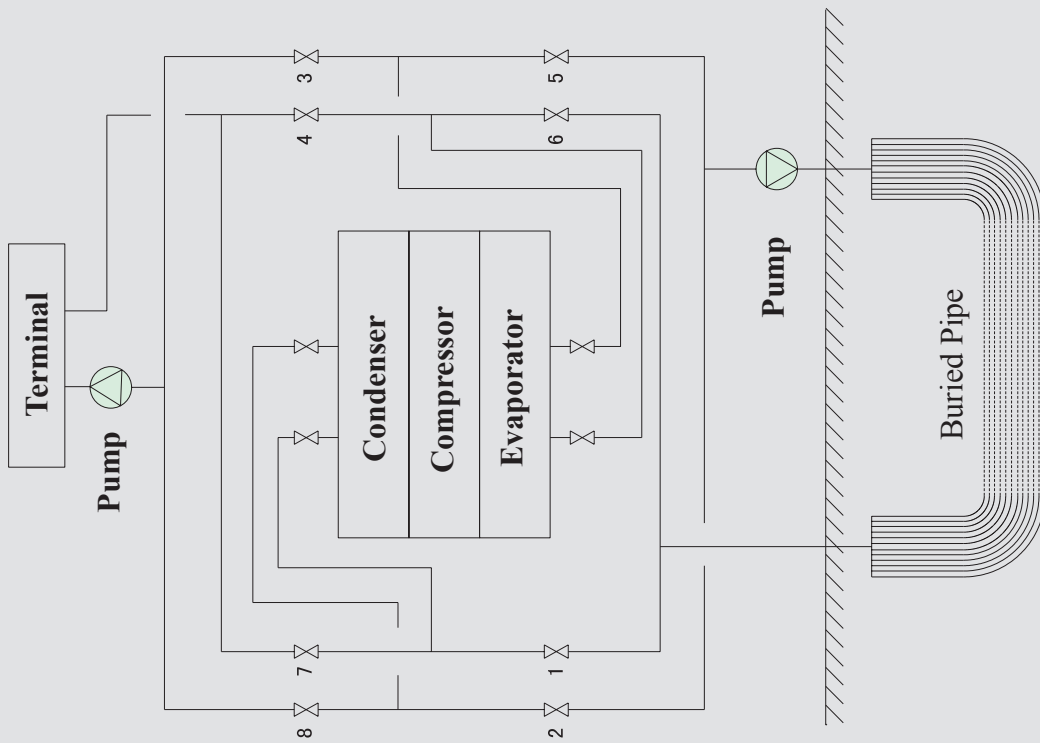 Terminal
Pump
3
4
5
6
Condenser
Compressor
Evaporator
Pump
Buried Pipe
7
8
1
2